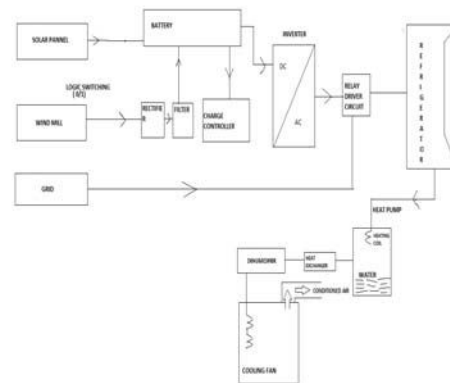 BATTERY
SOLAR PANNEL
INVERTER
DC
AC
LOGIC SWITCHING
WIND MILL
RECTIFIE
R
FILTER
CHARGE
CONTROLLER
RELAY
DRIVER
CIRCUIT
REFRIGERATOR
GRID
HEAT PUMP
HEATING
COIL
WATER
HEAT
EXCHANGER
CONDITIONED AIR
COOLING-FAN